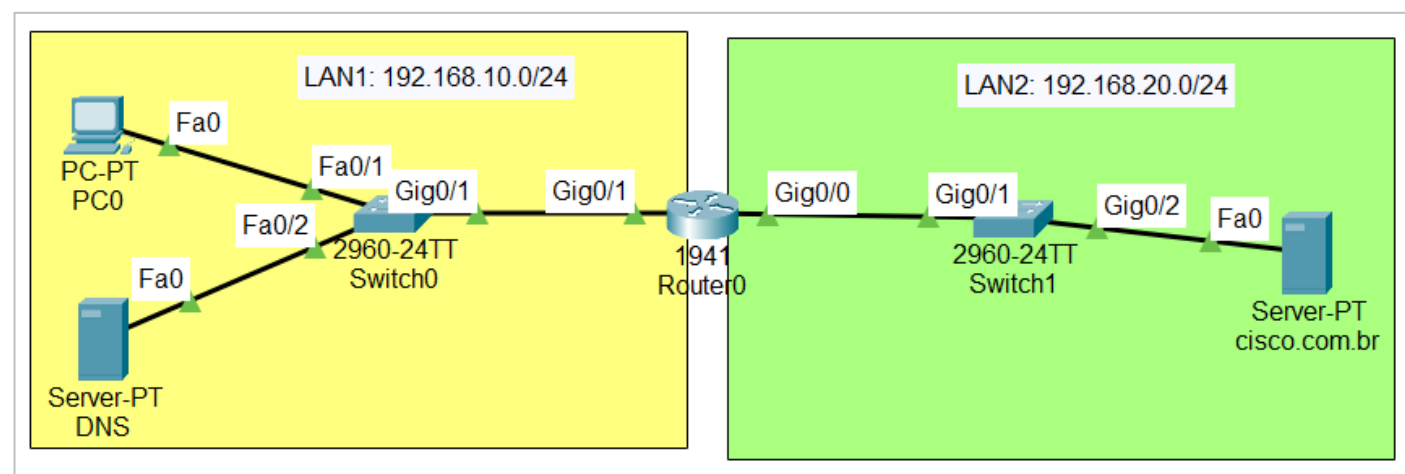 LAN1: 192.168.10.0/24
LAN2: 192.168.20.0/24
Fa0
PC-PT
PC0
Fa0/1
Gig0/1
Gig0/1
Gig0/0
Gig0/1
Gig0/2
Fa0
Fa0/2
2960-24TT
Switch0
1941
Router0
2960-24TT
Switch1
Fa0
Server-PT
DNS
Server-PT
cisco.com.br